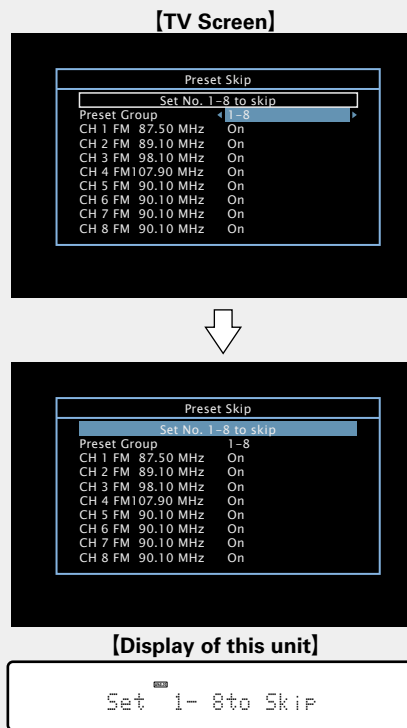 【TV Screen】
Preset Skip
Set No. 1-8 to skip
Preset Group 1-8
CH 1 FM 87.50 MHz On
CH 2 FM 89.10 MHz On
CH 3 FM 98.10 MHz On
CH 4 FM107.90 MHz On
CH 5 FM 90.10 MHz On
CH 6 FM 90.10 MHz On
CH 7 FM 90.10 MHz On
CH 8 FM 90.10 MHz On
Preset Skip
Set No. 1-8 to skip
Preset Group 1-8
CH 1 FM 87.50 MHz On
CH 2 FM 89.10 MHz On
CH 3 FM 98.10 MHz On
CH 4 FM107.90 MHz On
CH 5 FM 90.10 MHz On
CH 6 FM 90.10 MHz On
CH 7 FM 90.10 MHz On
CH 8 FM 90.10 MHz On
【Display of this unit】
Set 1- 8to Skip